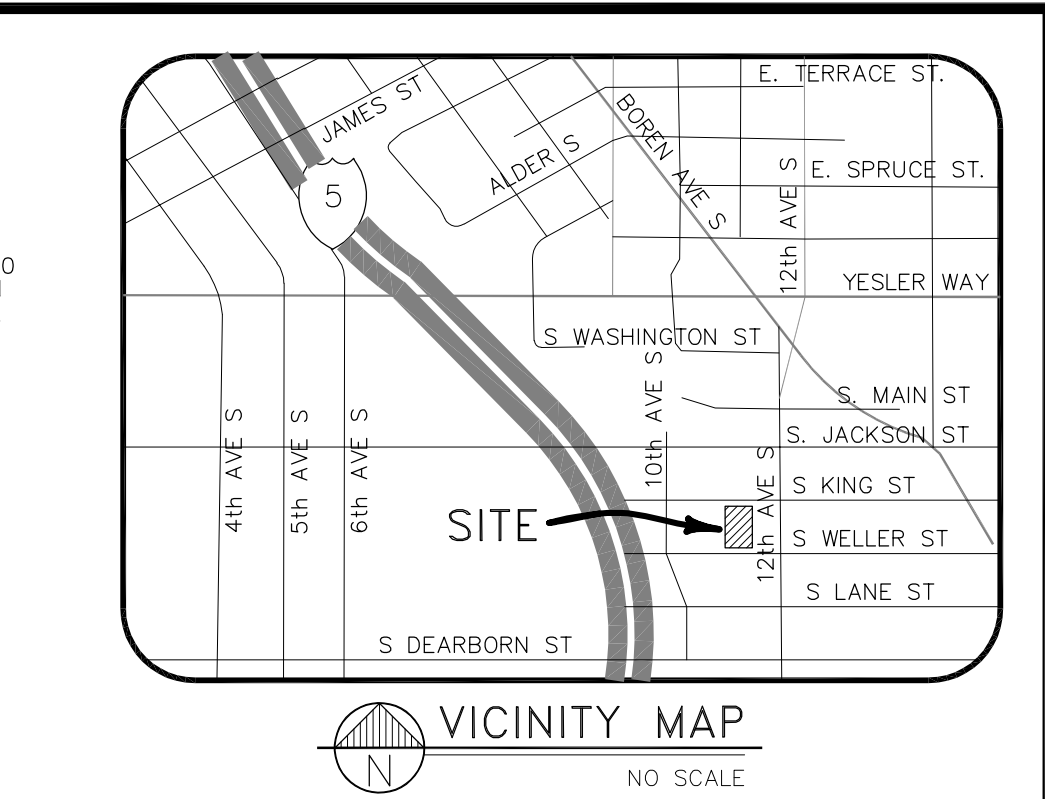 E. TERRACE ST.
JAMES ST
BOREN AVE S
ALDER S
E. SPRUCE ST.
12th AVE S
5
YESLER WAY
S WASHINGTON ST
10th AVE S
S. MAIN ST
S. JACKSON ST
4th AVE S
5th AVE S
6th AVE S
12th AVE S
S KING ST
SITE
S WELLER ST
S LANE ST
S DEARBORN ST
VICINITY MAP
N
NO SCALE